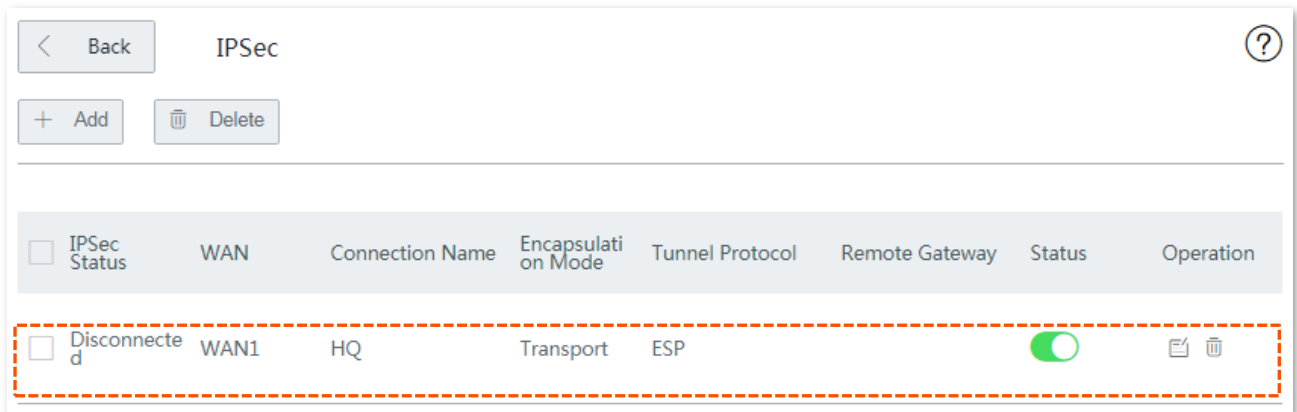 Back IPSec ?
Add Delete
IPSec Status WAN Connection Name Encapsulati on Mode Tunnel Protocol Remote Gateway Status Operation
Disconnecte d WAN1 HQ Transport ESP